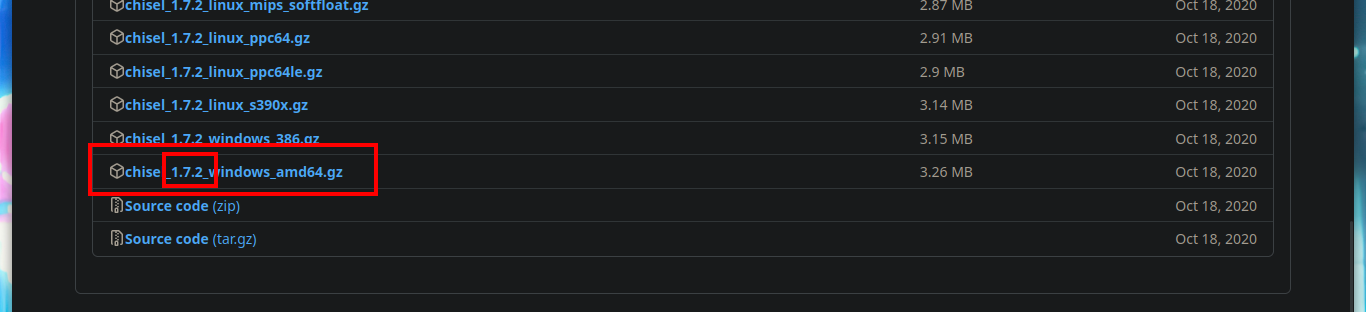 chisel_1.7.2_linux_mips_softfloat.gz 2.87 MB Oct 18, 2020
chisel_1.7.2_linux_ppc64.gz 2.91 MB Oct 18, 2020
chisel_1.7.2_linux_ppc64le.gz 2.9 MB Oct 18, 2020
chisel_1.7.2_linux_s390x.gz 3.14 MB Oct 18, 2020
chisel_1.7.2_windows_386.gz 3.15 MB Oct 18, 2020
chisel_1.7.2_windows_amd64.gz 3.26 MB Oct 18, 2020
Source code (zip) Oct 18, 2020
Source code (tar.gz) Oct 18, 2020